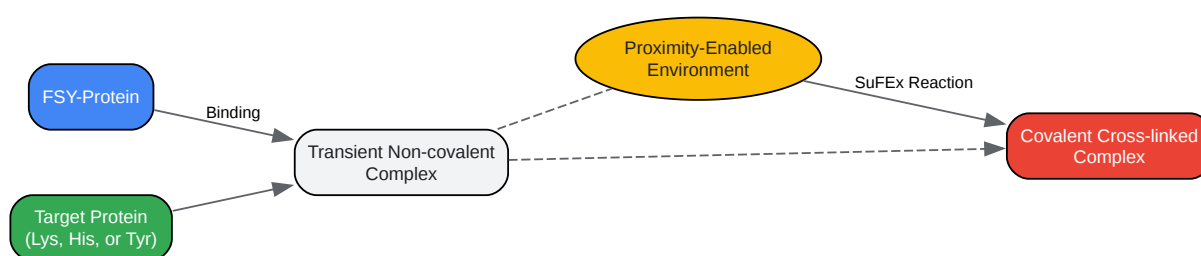 FSY-Protein
Binding
Target Protein
(Lys, His, or Tyr)
Transient Non-covalent
Complex
Proximity-Enabled
Environment
SuFEx Reaction
Covalent Cross-linked
Complex